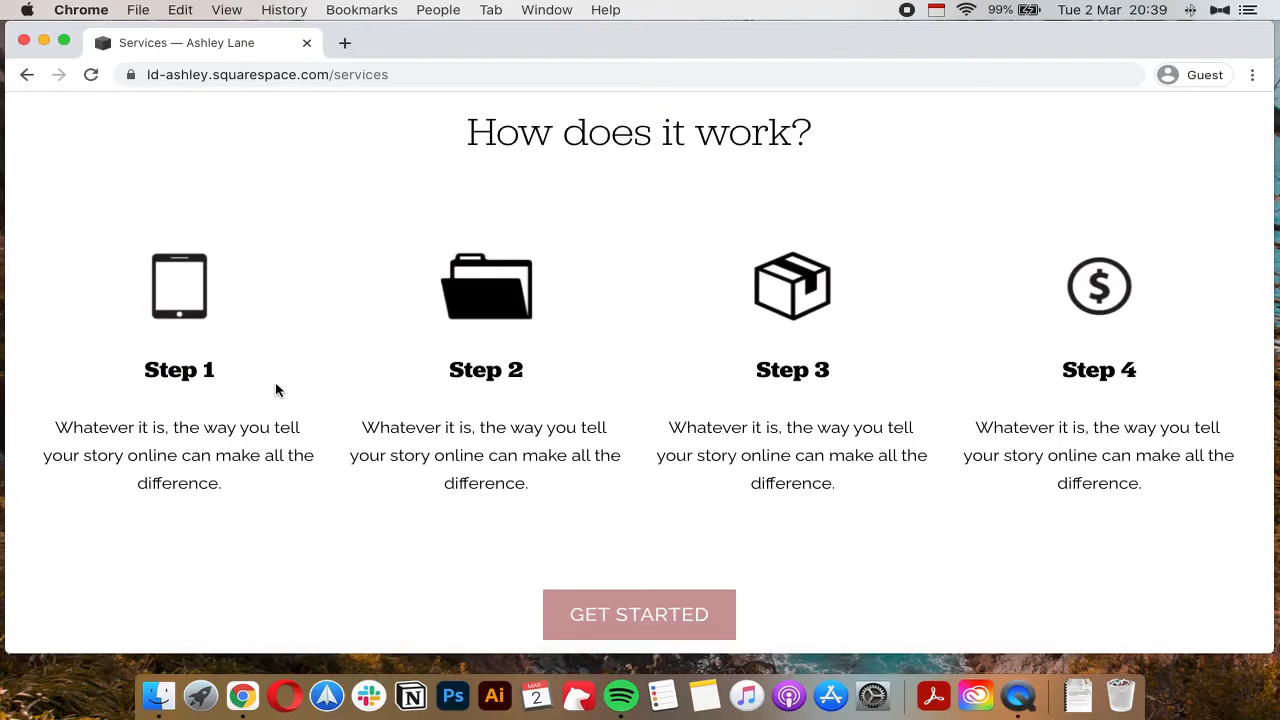 Chrome File Edit View History Bookmarks People Tab Window Help 99% Tue 2 Mar 20:39
Services — Ashley Lane
ld-ashley.squarespace.com/services Guest
How does it work?
$
Step 1 Step 2 Step 3 Step 4
Whatever it is, the way you tell Whatever it is, the way you tell Whatever it is, the way you tell Whatever it is, the way you tell
your story online can make all the your story online can make all the your story online can make all the your story online can make all the
difference. difference. difference. difference.
GET STARTED
Ps Ai MAR 2